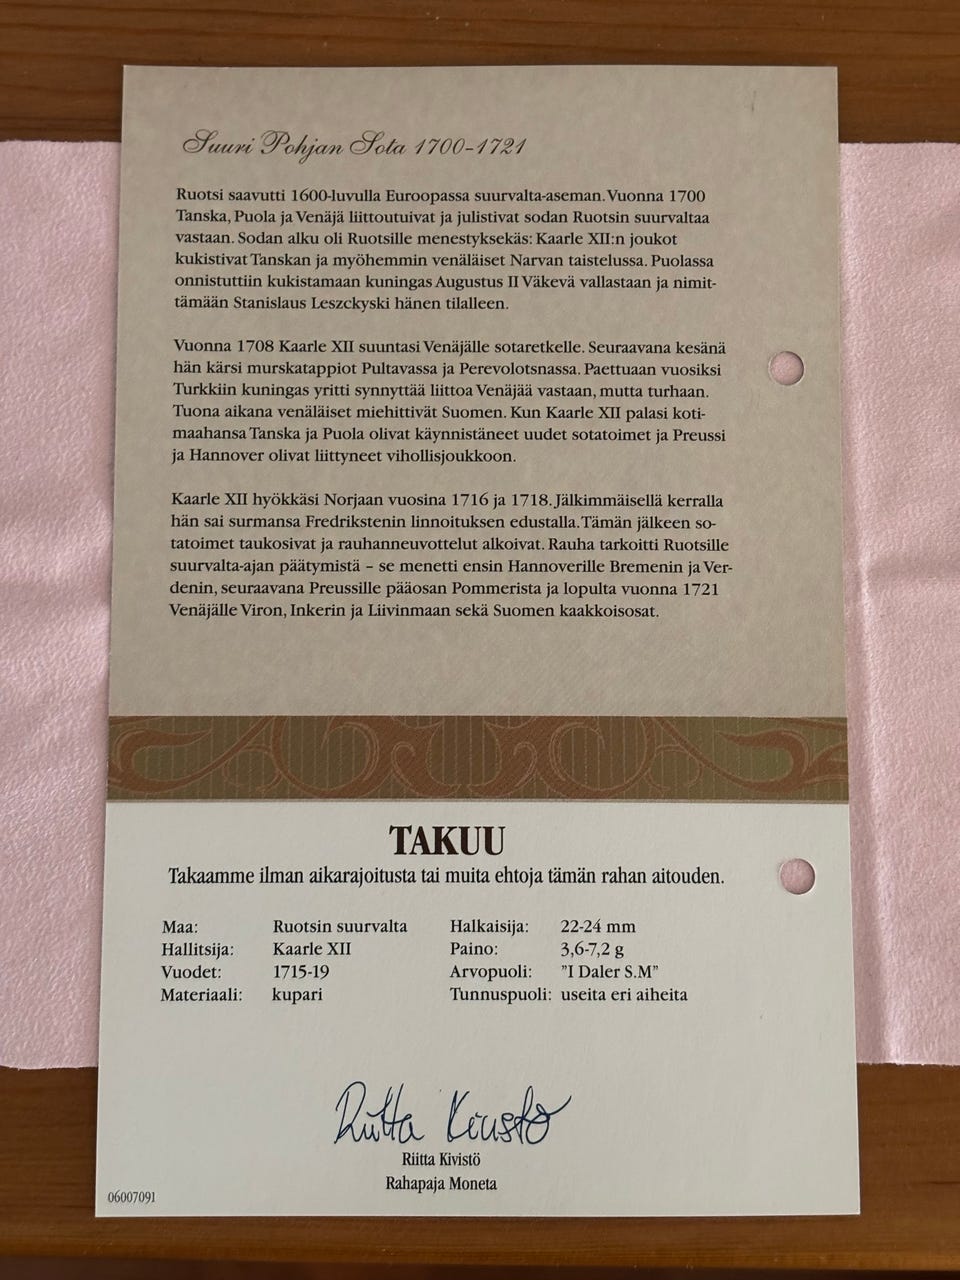 Suuri Pohjan Sota 1700-1721
Ruotsi saavutti 1600-luvulla Euroopassa suurvalta-aseman. Vuonna 1700
Tanska, Puola ja Venäjä liittoutuivat ja julistivat sodan Ruotsin suurvaltaa
vastaan. Sodan alku oli Ruotsille menestyksekäs: Kaarle XII:n joukot
kukistivat Tanskan ja myöhemmin venäläiset Narvan taistelussa. Puolassa
onnistuttiin kukistamaan kuningas Augustus II Väkevä vallastaan ja nimit-
tämään Stanislaus Leszckyski hänen tilalleen.
Vuonna 1708 Kaarle XII suuntasi Venäjälle sotaretkelle. Seuraavana kesänä
hän kärsi murskatappiot Pultavassa ja Perevolotsnassa. Paettuaan vuosiksi
Turkkiin kuningas yritti synnyttää liittoa Venäjää vastaan, mutta turhaan.
Tuona aikana venäläiset miehittivät Suomen. Kun Kaarle XII palasi koti-
maahansa Tanska ja Puola olivat käynnistäneet uudet sotatoimet ja Preussi
ja Hannover olivat liittyneet vihollisjoukkoon.
Kaarle XII hyökkäsi Norjaan vuosina 1716 ja 1718. Jälkimmäisellä kerralla
hän sai surmansa Fredrikstenin linnoituksen edustalla. Tämän jälkeen so-
tatoimet taukosivat ja rauhanneuvottelut alkoivat. Rauha tarkoitti Ruotsille
suurvalta-ajan päätymistä – se menetti ensin Hannoverille Bremenin ja Ver-
denin, seuraavana Preussille pääosan Pommerista ja lopulta vuonna 1721
Venäjälle Viron, Inkerin ja Liivinmaan sekä Suomen kaakkoisosat.
TAKUU
Takaamme ilman aikarajoitusta tai muita ehtoja tämän rahan aitouden.
Maa: Ruotsin suurvalta Halkaisija: 22-24 mm
Hallitsija: Kaarle XII Paino: 3,6-7,2 g
Vuodet: 1715-19 Arvopuoli: ”I Daler S.M”
Materiaali: kupari Tunnuspuoli: useita eri aiheita
Riitta Kivistö
Riitta Kivistö
Rahapaja Moneta
06007091